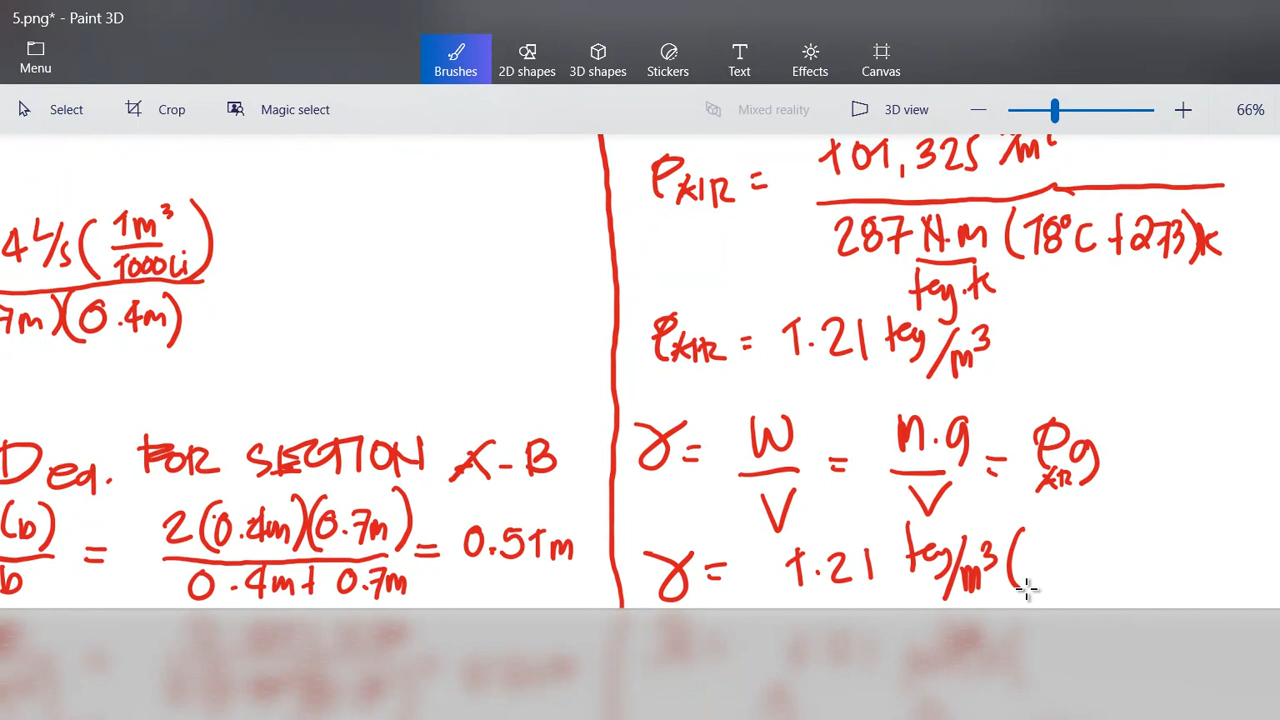 5.png* - Paint 3D
Menu
Brushes
2D shapes
3D shapes
Stickers
Text
Effects
Canvas
Select
Crop
Magic select
Mixed reality
3D view
66%
4 L/s (1m³/1000Li)
7m)(0.4m)
D eq. FOR SECTION A-B
(b)/b = 2(0.4m)(0.7m)/0.4m+0.7m = 0.51m
ρAIR = 101,325 N/m²
287 N.m/kg.k (18°C+273)k
ρAIR = 1.21 kg/m³
γ = W/V = m.g/V = ρAIR g
γ = 1.21 kg/m³ (